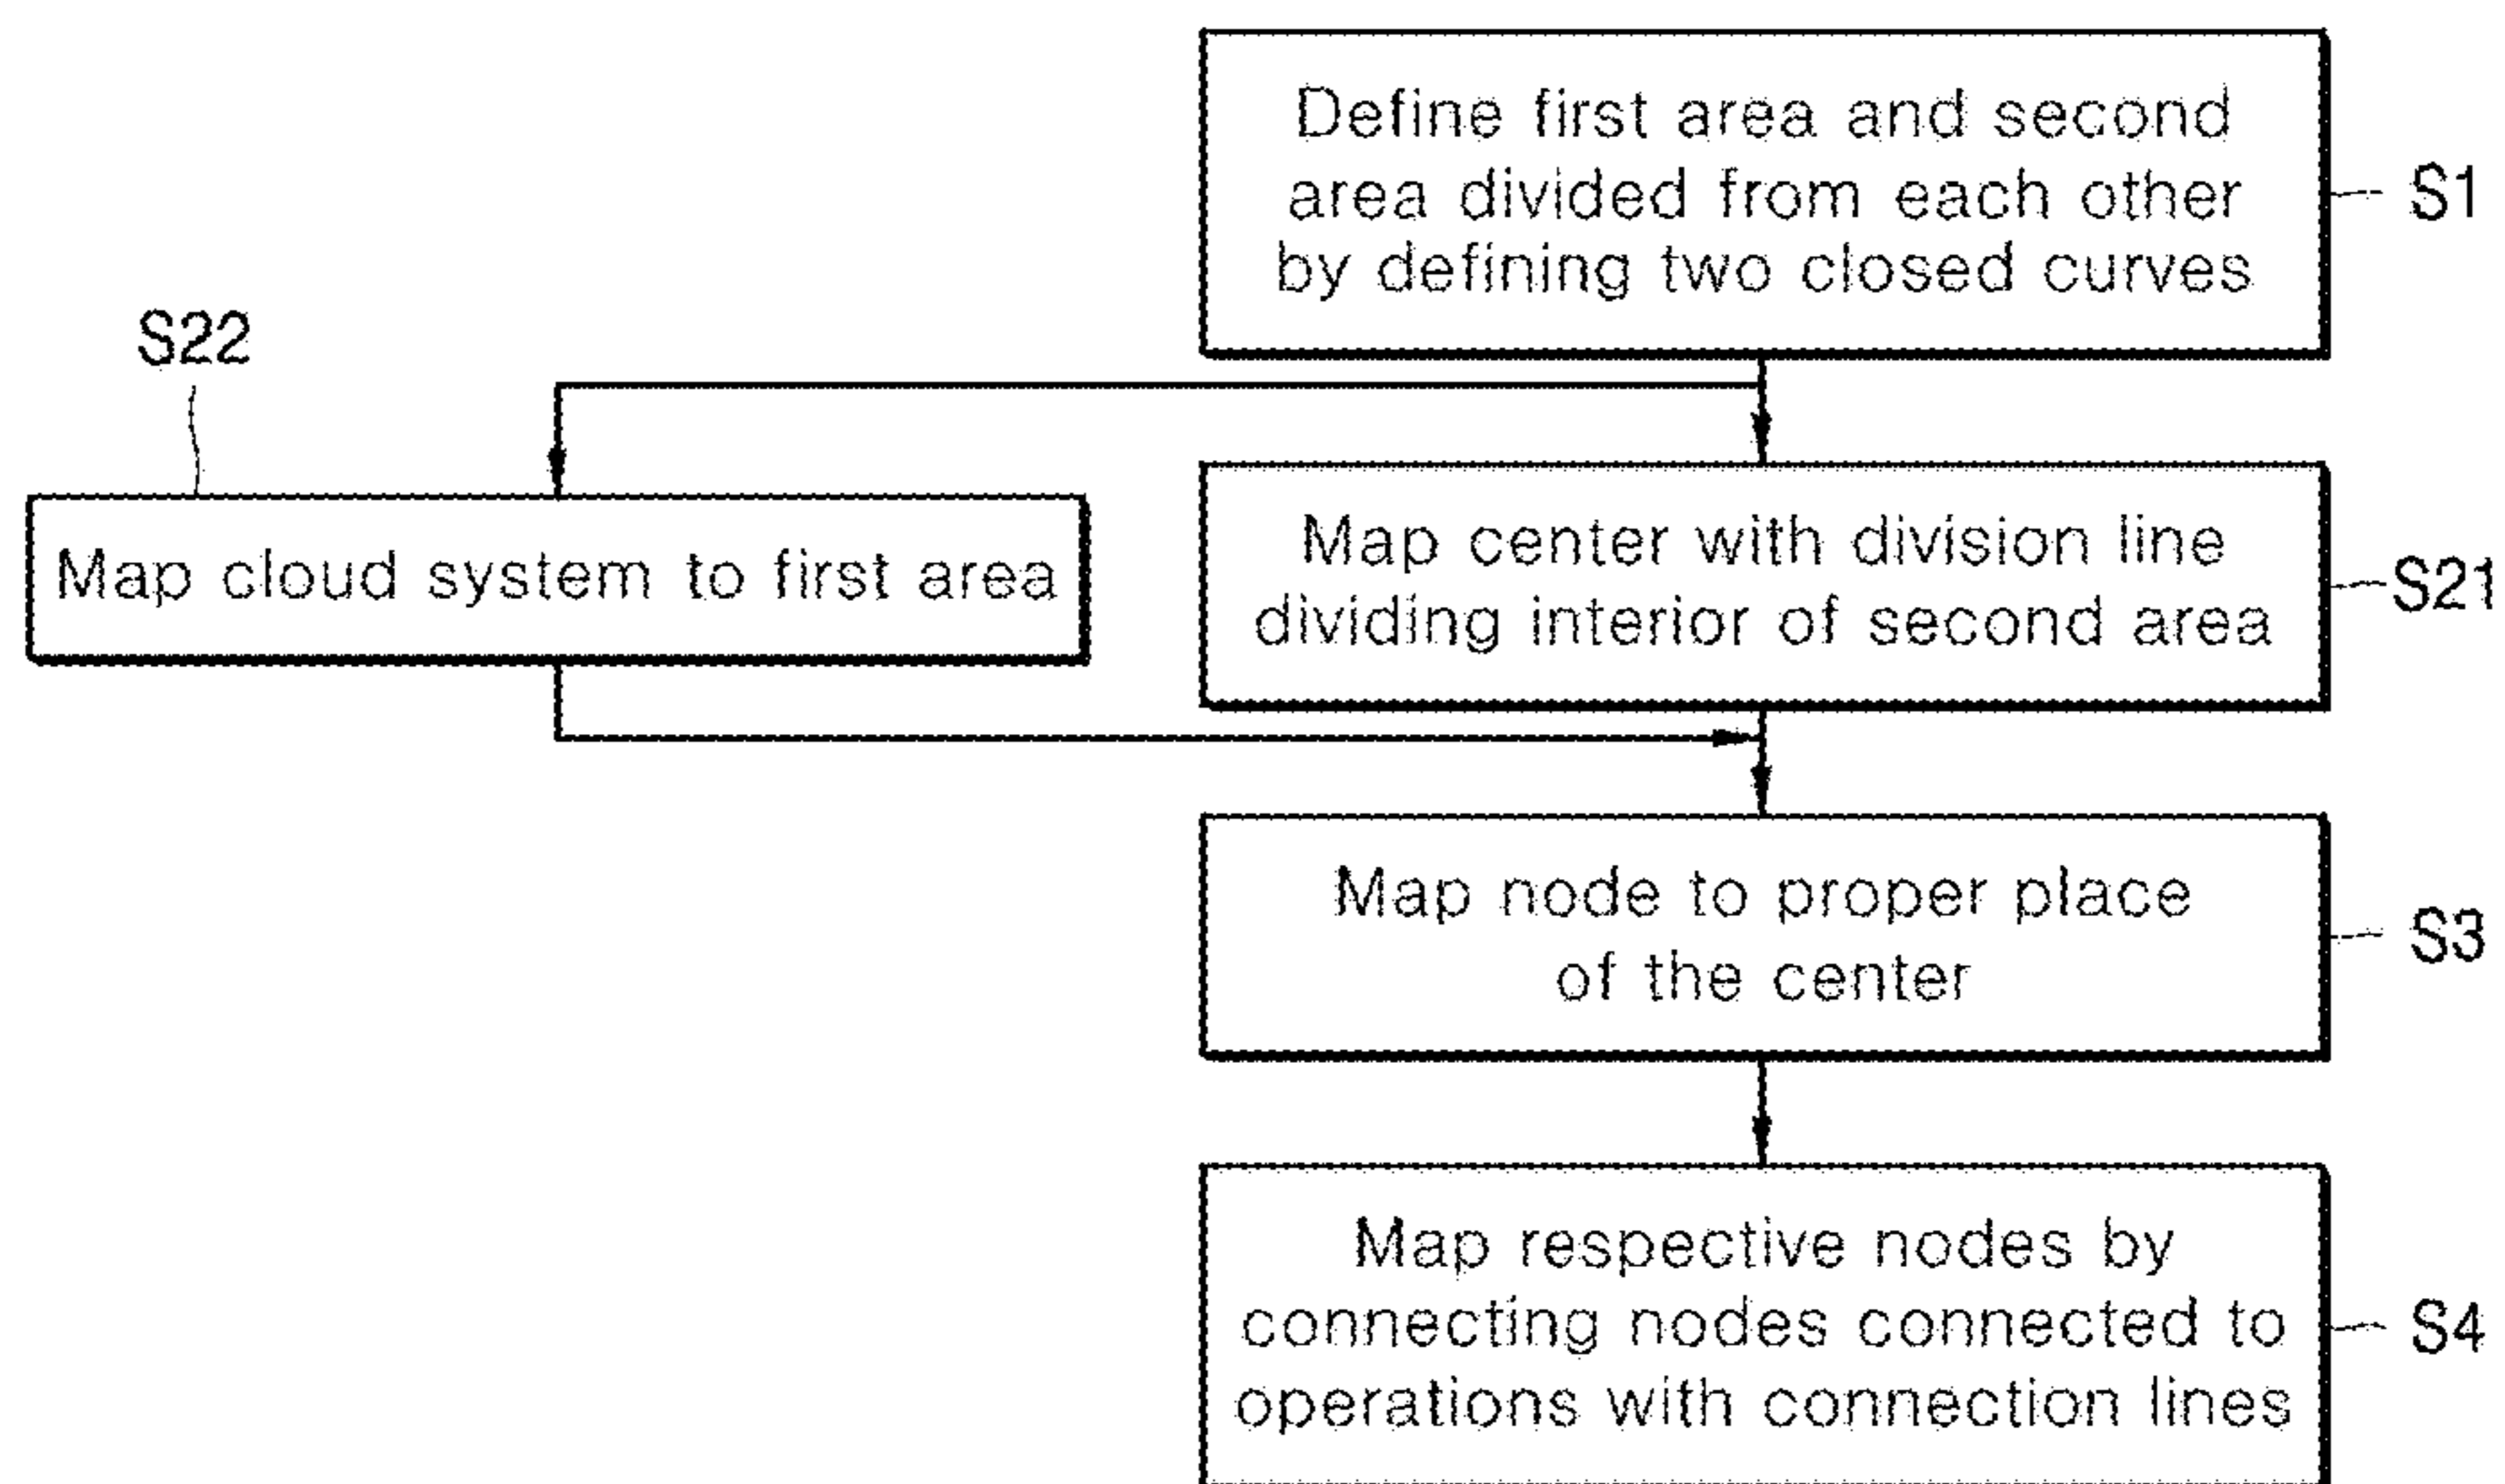 Define first area and second
area divided from each other
by defining two closed curves
S1
S22
Map cloud system to first area
Map center with division line
dividing interior of second area
S21
Map node to proper place
of the center
S3
Map respective nodes by
connecting nodes connected to
operations with connection lines
S4